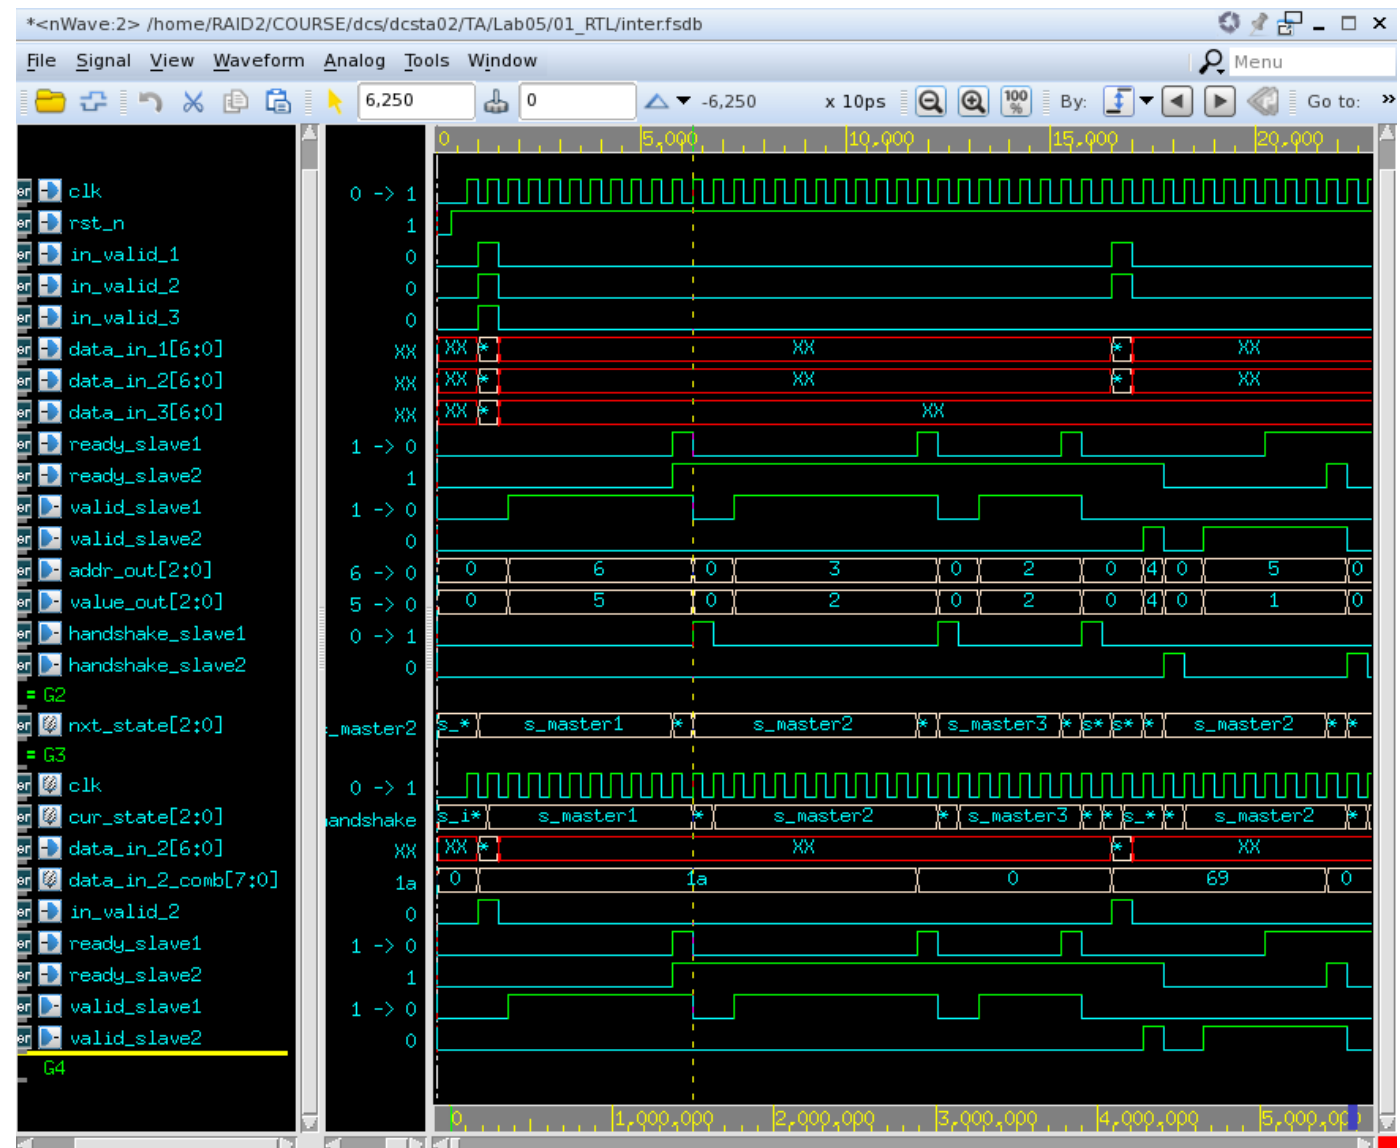 *<nWave:2> /home/RAID2/COURSE/dcs/dcsta02/TA/Lab05/01_RTL/inter.fsdb
File Signal View Waveform Analog Tools Window Menu
6,250 0 -6,250 x 10ps 100 % By: Go to: »
0 5,000 10,000 15,000 20,000
clk 0 -> 1
rst_n 1
in_valid_1 0
in_valid_2 0
in_valid_3 0
data_in_1[6:0] XX XX * XX * XX
data_in_2[6:0] XX XX * XX * XX
data_in_3[6:0] XX XX * XX
ready_slave1 1 -> 0
ready_slave2 1
valid_slave1 1 -> 0
valid_slave2 0
addr_out[2:0] 6 -> 0 0 6 0 3 0 2 0 4 0 5 0
value_out[2:0] 5 -> 0 0 5 0 2 0 2 0 4 0 1 0
handshake_slave1 0 -> 1
handshake_slave2 0
= G2
nxt_state[2:0] s_master2 s_* s_master1 * s_master2 * s_master3 * s* s* * s_master2 * *
= G3
clk 0 -> 1
cur_state[2:0] handshake s_i* s_master1 * s_master2 * s_master3 * * s_* * s_master2 *
data_in_2[6:0] XX XX * XX * XX
data_in_2_comb[7:0] 1a 0 1a 0 69 0
in_valid_2 0
ready_slave1 1 -> 0
ready_slave2 1
valid_slave1 1 -> 0
valid_slave2 0
G4
0 1,000,000 2,000,000 3,000,000 4,000,000 5,000,000